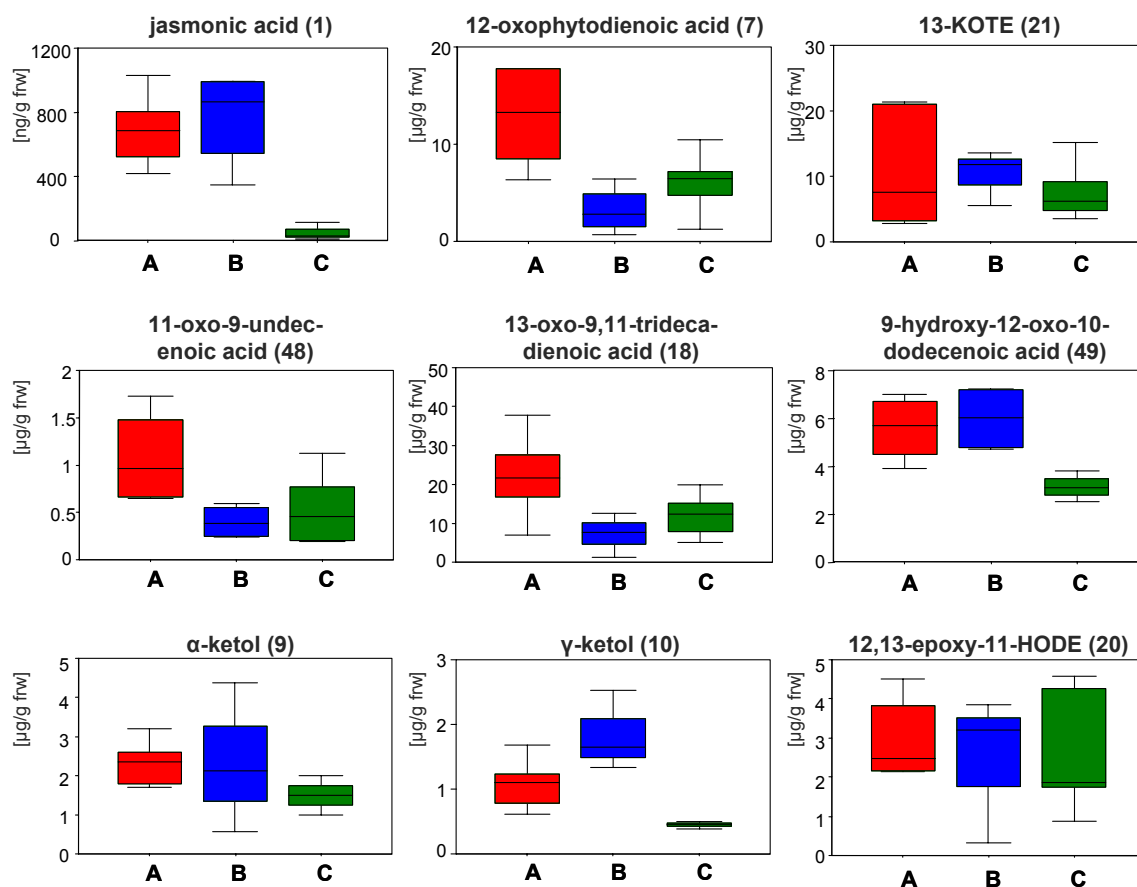 jasmonic acid (1)
[ng/g frw]
1200
800
400
0
A B C
12-oxophytodienoic acid (7)
[µg/g frw]
20
10
0
A B C
13-KOTE (21)
[µg/g frw]
30
20
10
0
A B C
11-oxo-9-undec-
enoic acid (48)
[µg/g frw]
2
1.5
1
0.5
0
A B C
13-oxo-9,11-trideca-
dienoic acid (18)
[µg/g frw]
50
40
30
20
10
0
A B C
9-hydroxy-12-oxo-10-
dodecenoic acid (49)
[µg/g frw]
8
6
4
2
0
A B C
α-ketol (9)
[µg/g frw]
5
4
3
2
1
0
A B C
γ-ketol (10)
[µg/g frw]
3
2
1
0
A B C
12,13-epoxy-11-HODE (20)
[µg/g frw]
5
4
3
2
1
0
A B C